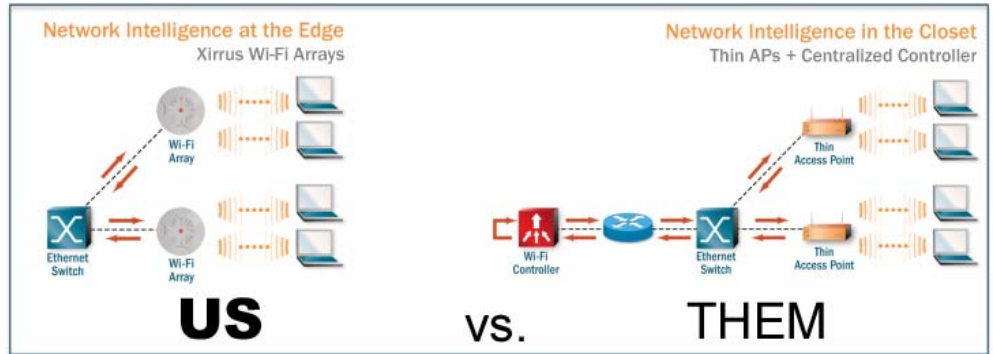 Network Intelligence at the Edge
Xirrus Wi-Fi Arrays
Wi-Fi
Array
Ethernet
Switch
Wi-Fi
Array
US
vs.
Network Intelligence in the Closet
Thin APs + Centralized Controller
Thin
Access Point
Wi-Fi
Controller
Ethernet
Switch
Thin
Access Point
THEM